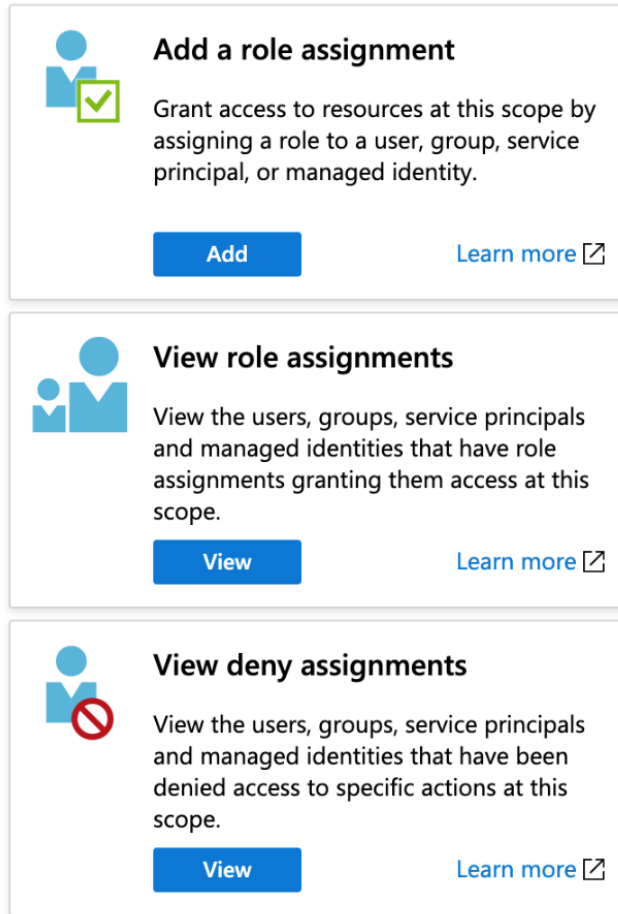 Add a role assignment
Grant access to resources at this scope by
assigning a role to a user, group, service
principal, or managed identity.
Add
Learn more
View role assignments
View the users, groups, service principals
and managed identities that have role
assignments granting them access at this
scope.
View
Learn more
View deny assignments
View the users, groups, service principals
and managed identities that have been
denied access to specific actions at this
scope.
View
Learn more